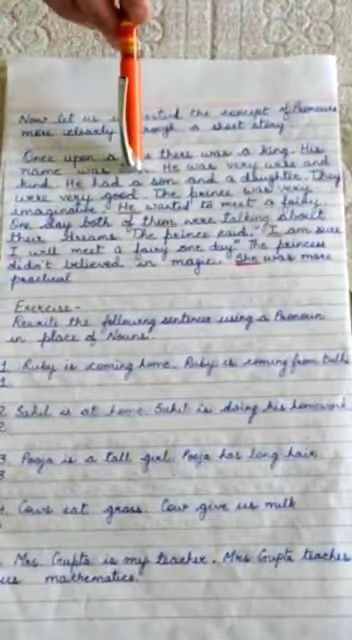 Now let us the concept of Pronouns
more clearly through a short story.
Once upon a there was a king. His
name was He was very wise and
kind. He had a son and a daughter. They
were very good. The prince was very
imaginative. He wanted to meet a fairy.
One day both of them were talking about
their dreams. The prince said. "I am sure
I will meet a fairy one day" The princess
didn't believed in magic. She was more
practical
Exercise-
Rewrite the following sentences using a Pronoun
in place of Nouns.
1 Ruby is coming home. Ruby is coming from
1
2 Sahil is at home. Sahil is doing his homework
2
3 Pooja is a tall girl. Pooja has long hair
3
Cows eat grass. Cow give us milk
Mrs. Gupta is my teacher. Mrs Gupta teaches
us mathematics.